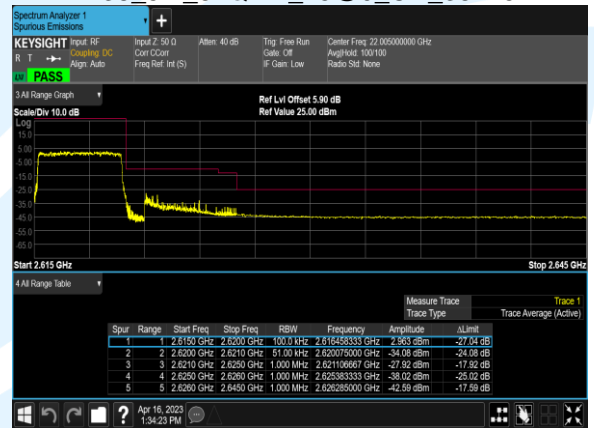 Spectrum Analyzer 1
Spurious Emissions
KEYSIGHT Input: RF Input Z: 50 Ω Atten: 40 dB Trig: Free Run Center Freq: 22.005000000 GHz
R T Coupling: DC Corr CCorr Gate: Off Avg|Hold: 100/100
Align: Auto Freq Ref: Int (S) IF Gain: Low Radio Std: None
PASS
3 All Range Graph
Ref Lvl Offset 5.90 dB
Scale/Div 10.0 dB Ref Value 25.00 dBm
Log
15.0
5.00
-5.00
-15.0
-25.0
-35.0
-45.0
-55.0
-65.0
Start 2.615 GHz Stop 2.645 GHz
4 All Range Table
Measure Trace Trace 1
Trace Type Trace Average (Active)
Spur Range Start Freq Stop Freq RBW Frequency Amplitude ΔLimit
1 1 2.6150 GHz 2.6200 GHz 100.0 kHz 2.616458333 GHz 2.963 dBm -27.04 dB
2 2 2.6200 GHz 2.6210 GHz 51.00 kHz 2.620075000 GHz -34.08 dBm -24.08 dB
3 3 2.6210 GHz 2.6250 GHz 1.000 MHz 2.621106667 GHz -27.92 dBm -17.92 dB
4 4 2.6250 GHz 2.6260 GHz 1.000 MHz 2.625383333 GHz -38.02 dBm -25.02 dB
5 5 2.6260 GHz 2.6450 GHz 1.000 MHz 2.626285000 GHz -42.59 dBm -17.59 dB
Apr 16, 2023
1:34:23 PM